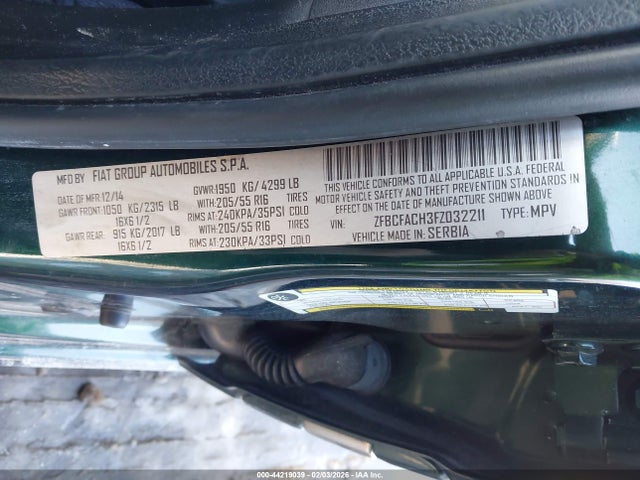 MFD BY: FIAT GROUP AUTOMOBILES S.P.A.
DATE OF MFR:12/14 GVWR:1950 KG/4299 LB
GAWR FRONT:1050 KG/2315 LB WITH:205/55 R16 TIRES
16X6 1/2 RIMS AT:240KPA/35PSI COLD
GAWR REAR: 915 KG/2017 LB WITH:205/55 R16 TIRES
16X6 1/2 RIMS AT:230KPA/33PSI COLD
THIS VEHICLE CONFORMS TO ALL APPLICABLE U.S.A. FEDERAL
MOTOR VEHICLE SAFETY AND THEFT PREVENTION STANDARDS
IN EFFECT ON THE DATE OF MANUFACTURE SHOWN ABOVE.
VIN: ZFBCFACH3FZ032211 TYPE: MPV
VEHICLE MADE IN: SERBIA
000-44219039 - 02/03/2026 - IAA Inc.